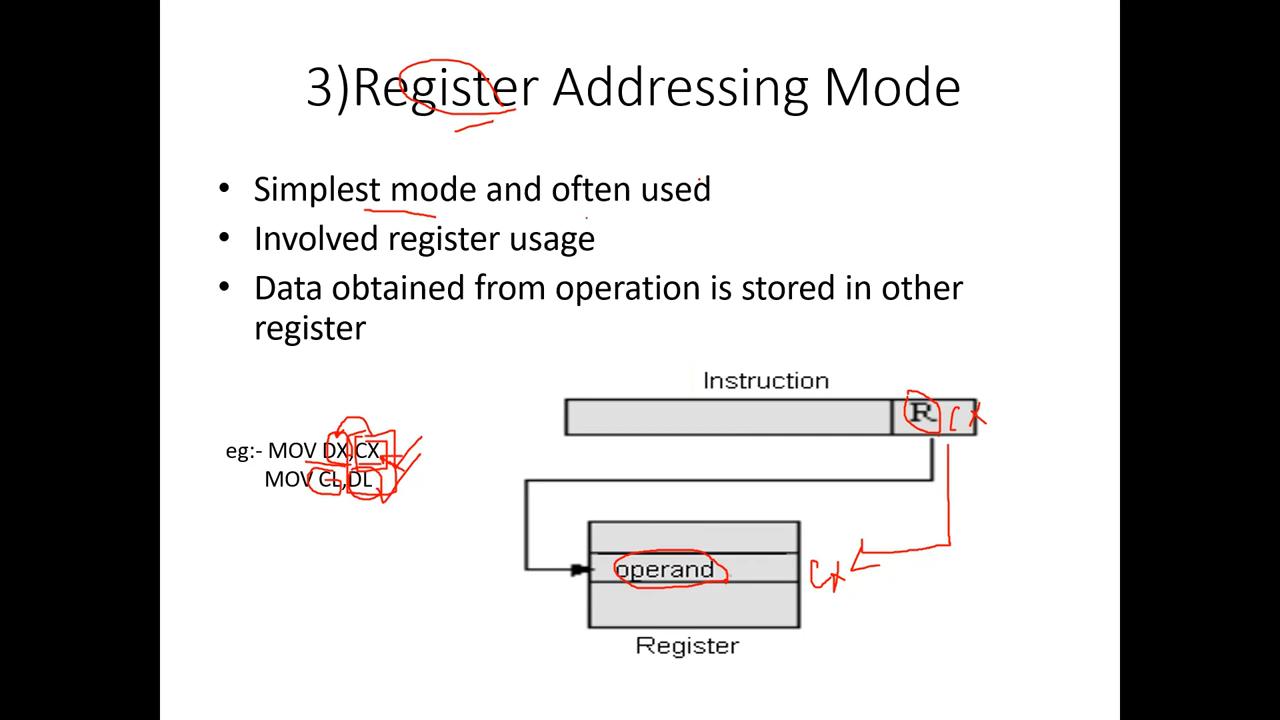 3)Register Addressing Mode
• Simplest mode and often used
• Involved register usage
• Data obtained from operation is stored in other
register
Instruction
R CX
eg:- MOV DX,CX
MOV CL,DL
operand CX
Register